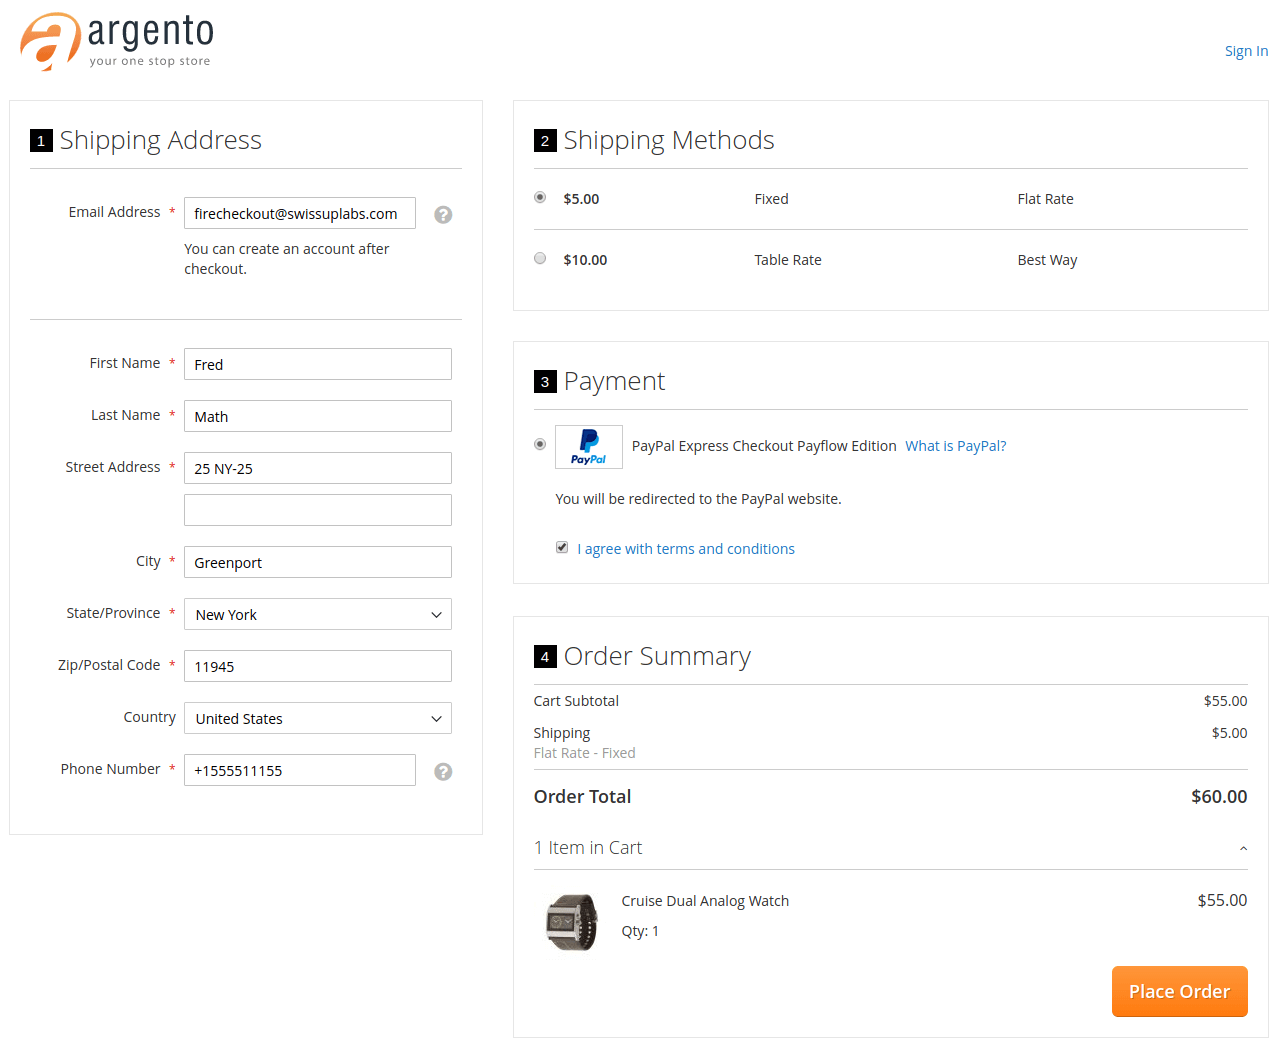 argento
your one stop store
Sign In
1 Shipping Address
Email Address * firecheckout@swissuplabs.com ?
You can create an account after
checkout.
First Name * Fred
Last Name * Math
Street Address * 25 NY-25
City * Greenport
State/Province * New York
Zip/Postal Code * 11945
Country United States
Phone Number * +1555511155 ?
2 Shipping Methods
$5.00 Fixed Flat Rate
$10.00 Table Rate Best Way
3 Payment
PayPal PayPal Express Checkout Payflow Edition What is PayPal?
You will be redirected to the PayPal website.
I agree with terms and conditions
4 Order Summary
Cart Subtotal $55.00
Shipping $5.00
Flat Rate - Fixed
Order Total $60.00
1 Item in Cart
Cruise Dual Analog Watch $55.00
Qty: 1
Place Order